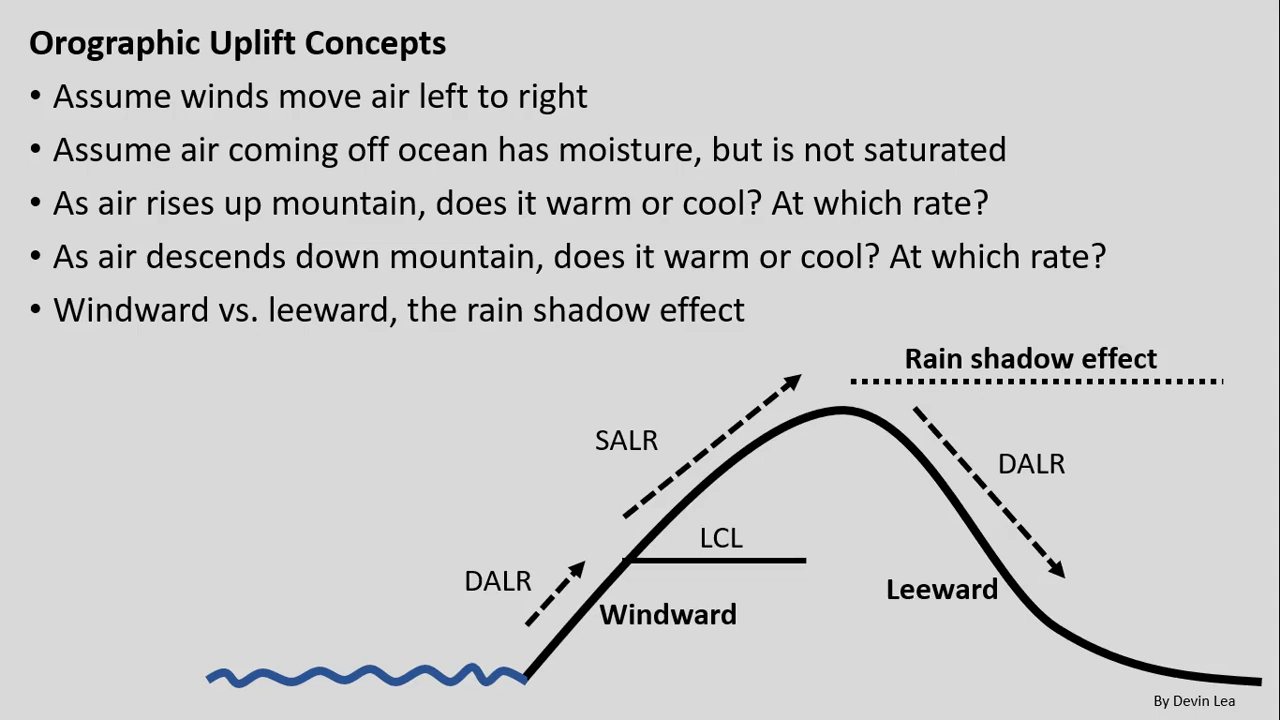 Orographic Uplift Concepts
• Assume winds move air left to right
• Assume air coming off ocean has moisture, but is not saturated
• As air rises up mountain, does it warm or cool? At which rate?
• As air descends down mountain, does it warm or cool? At which rate?
• Windward vs. leeward, the rain shadow effect
Rain shadow effect
SALR
DALR
LCL
DALR
Leeward
Windward
By Devin Lea